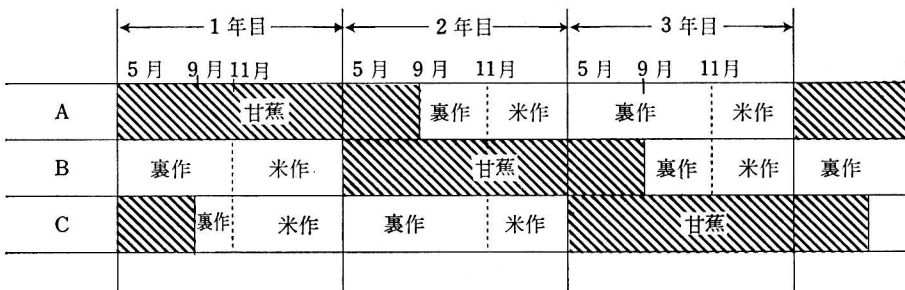 1年目 2年目 3年目
5月 9月 11月 5月 9月 11月 5月 9月 11月
A 甘蔗 裏作 米作 裏作 米作
B 裏作 米作 甘蔗 裏作 米作 裏作
C 裏作 米作 裏作 米作 甘蔗